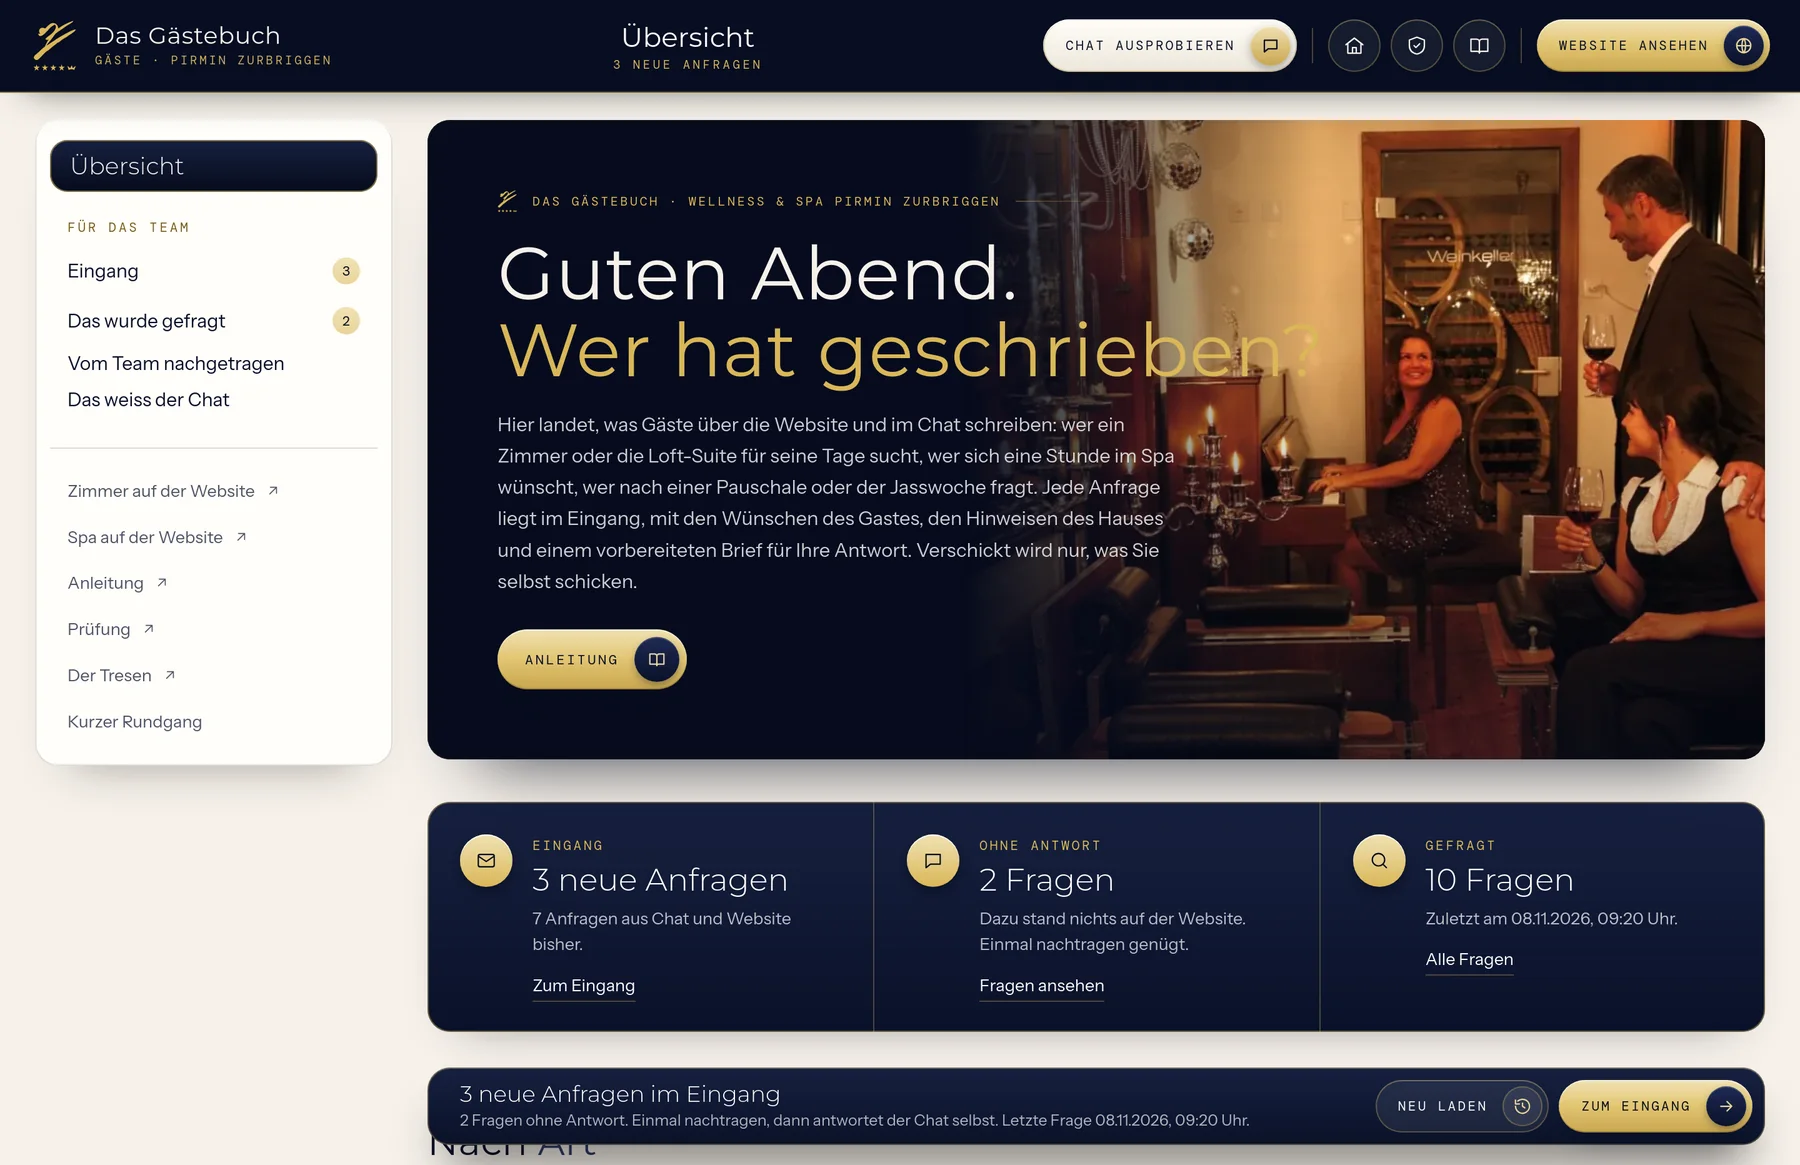 Das Gästebuch
GÄSTE · PIRMIN ZURBRIGGEN
Übersicht
3 NEUE ANFRAGEN
CHAT AUSPROBIEREN
WEBSITE ANSEHEN
Übersicht
FÜR DAS TEAM
Eingang 3
Das wurde gefragt 2
Vom Team nachgetragen
Das weiss der Chat
Zimmer auf der Website
Spa auf der Website
Anleitung
Prüfung
Der Tresen
Kurzer Rundgang
DAS GÄSTEBUCH · WELLNESS & SPA PIRMIN ZURBRIGGEN
Guten Abend.
Wer hat geschrieben?
Weinkeller
Hier landet, was Gäste über die Website und im Chat schreiben: wer ein
Zimmer oder die Loft-Suite für seine Tage sucht, wer sich eine Stunde im Spa
wünscht, wer nach einer Pauschale oder der Jasswoche fragt. Jede Anfrage
liegt im Eingang, mit den Wünschen des Gastes, den Hinweisen des Hauses
und einem vorbereiteten Brief für Ihre Antwort. Verschickt wird nur, was Sie
selbst schicken.
ANLEITUNG
EINGANG
3 neue Anfragen
7 Anfragen aus Chat und Website
bisher.
Zum Eingang
OHNE ANTWORT
2 Fragen
Dazu stand nichts auf der Website.
Einmal nachtragen genügt.
Fragen ansehen
GEFRAGT
10 Fragen
Zuletzt am 08.11.2026, 09:20 Uhr.
Alle Fragen
3 neue Anfragen im Eingang
2 Fragen ohne Antwort. Einmal nachtragen, dann antwortet der Chat selbst. Letzte Frage 08.11.2026, 09:20 Uhr.
NEU LADEN
ZUM EINGANG
Nach Art